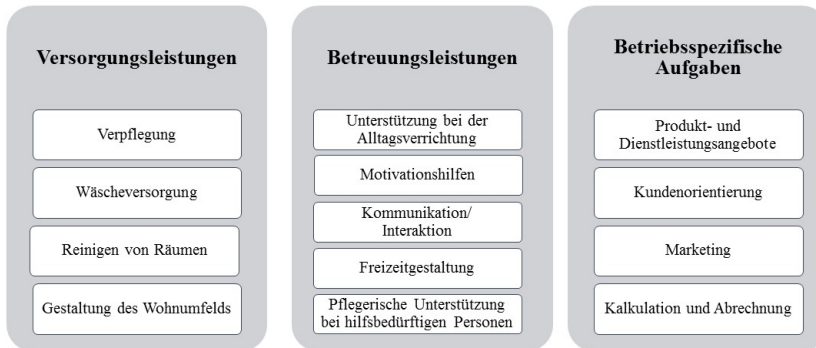 Versorgungsleistungen
Verpflegung
Wäscheversorgung
Reinigen von Räumen
Gestaltung des Wohnumfelds
Betreuungsleistungen
Unterstützung bei der
Alltagsverrichtung
Motivationshilfen
Kommunikation/
Interaktion
Freizeitgestaltung
Pflegerische Unterstützung
bei hilfsbedürftigen Personen
Betriebsspezifische
Aufgaben
Produkt- und
Dienstleistungsangebote
Kundenorientierung
Marketing
Kalkulation und Abrechnung